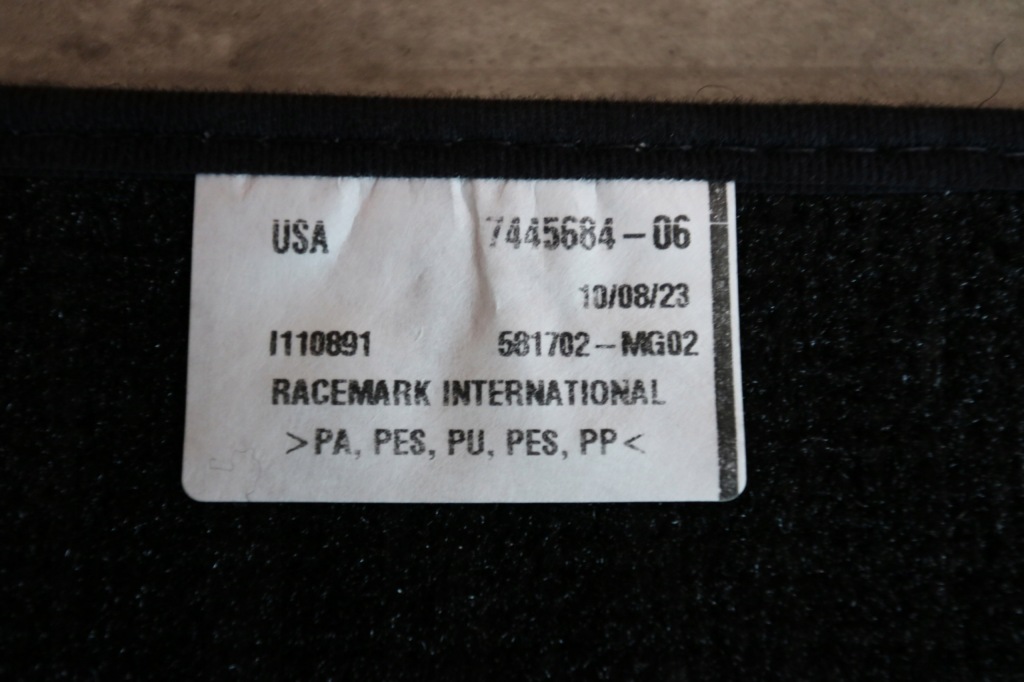 USA 7445684-06
10/08/23
I110891 581702-MG02
RACEMARK INTERNATIONAL
>PA, PES, PU, PES, PP<